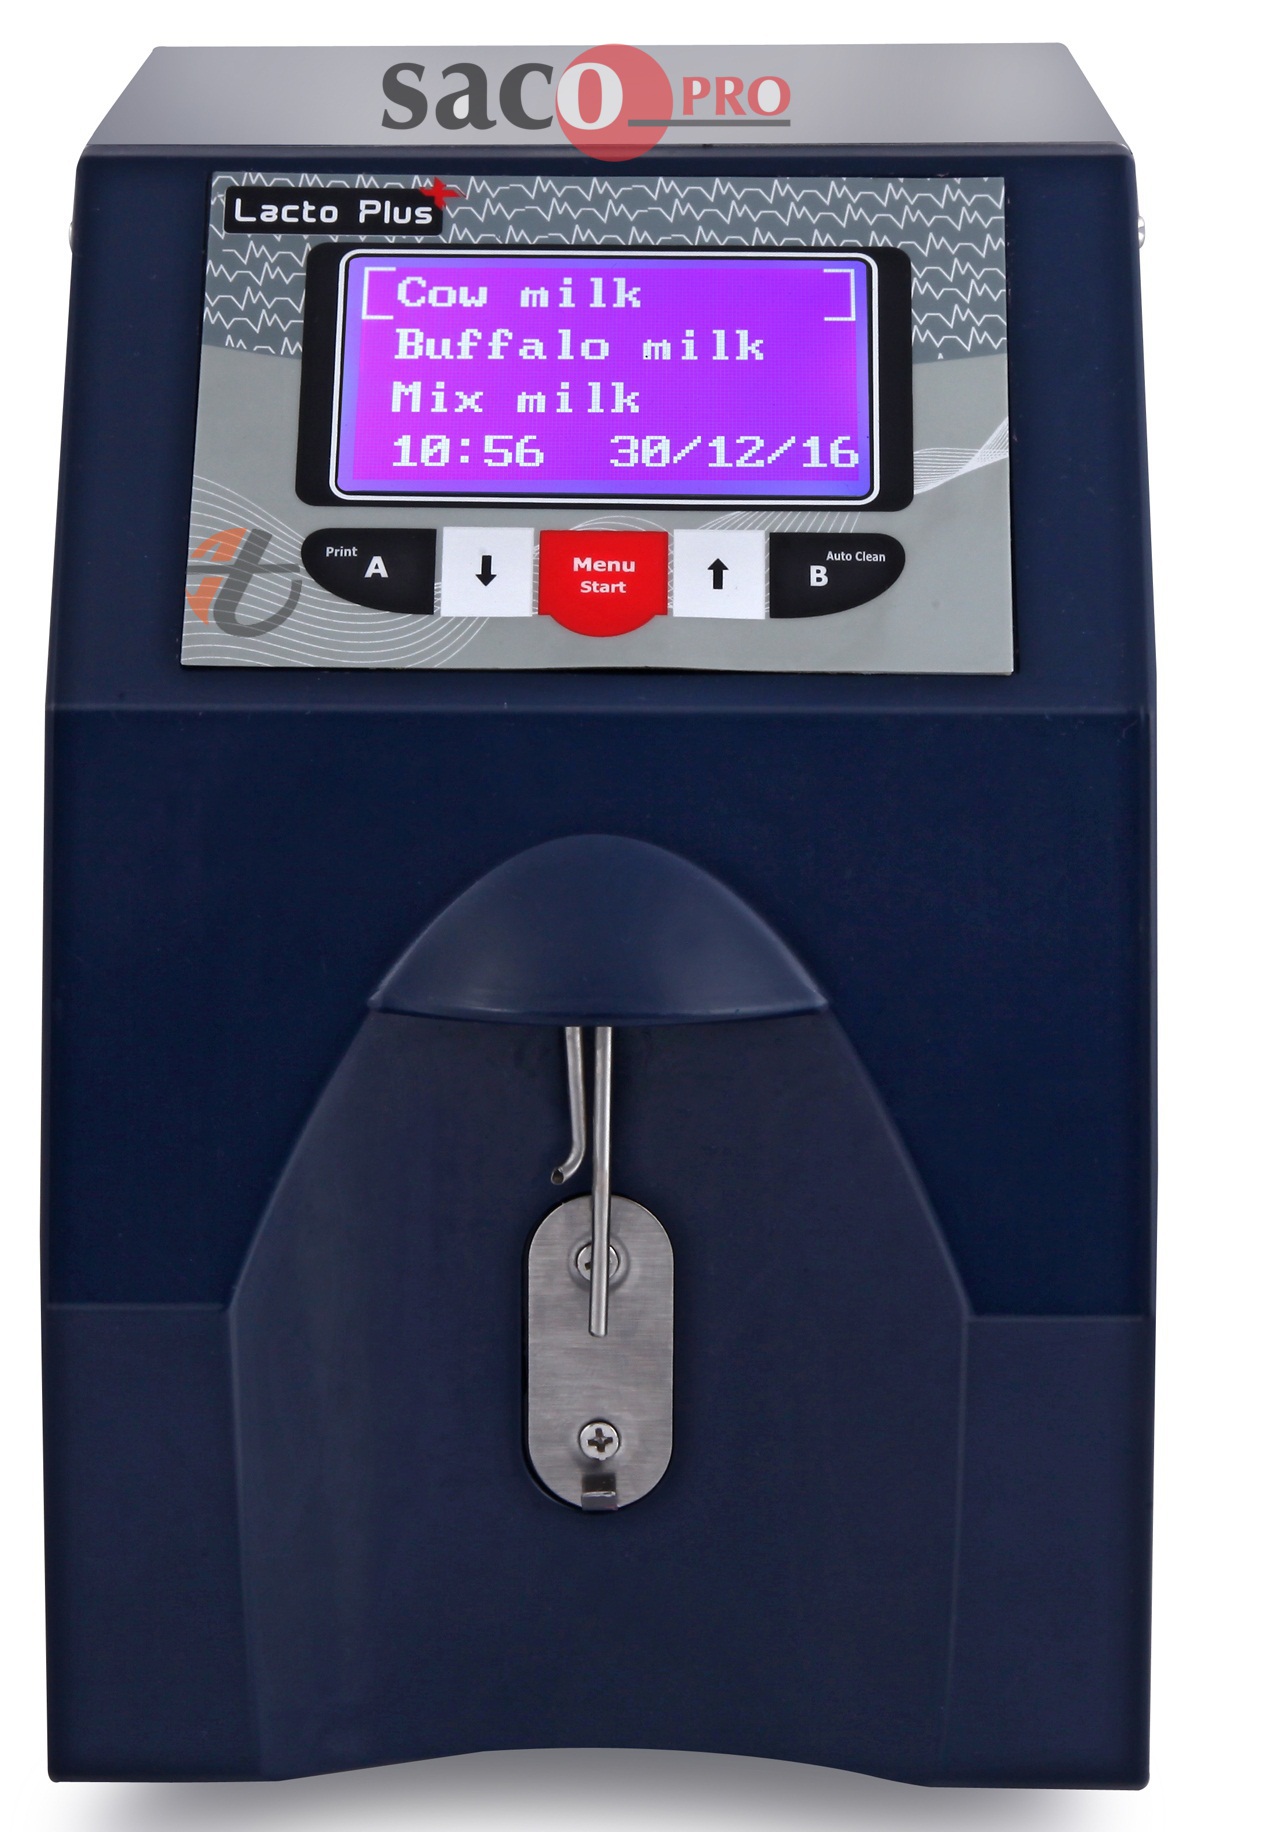 saco PRO
Lacto Plus
Cow milk
Buffalo milk
Mix milk
10:56 30/12/16
Print A
Menu
Start
Auto Clean B
t